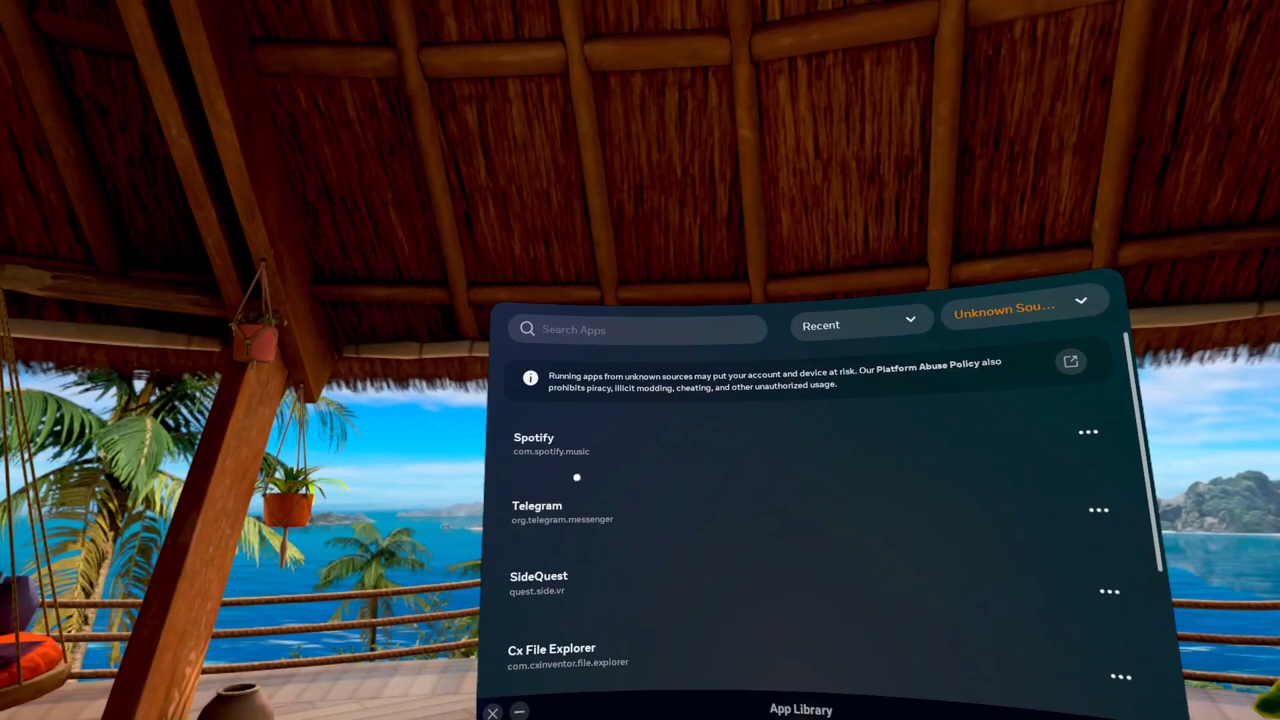 Search Apps
Recent
Unknown Sou...
Running apps from unknown sources may put your account and device at risk. Our Platform Abuse Policy also
prohibits piracy, illicit modding, cheating, and other unauthorized usage.
Spotify
com.spotify.music
Telegram
org.telegram.messenger
SideQuest
quest.side.vr
Cx File Explorer
com.cxinventor.file.explorer
App Library